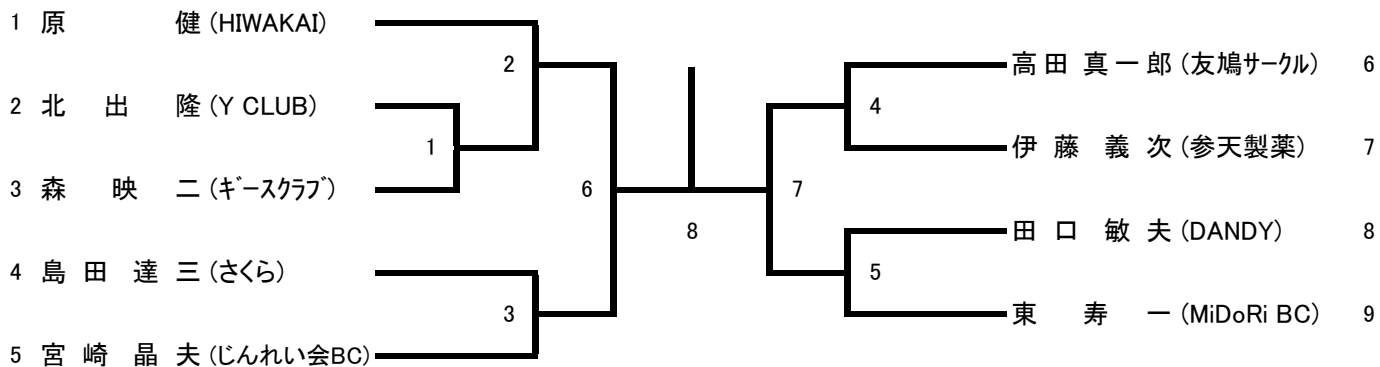 1 原 健 (HIWAKAI)
2 北 出 隆 (Y CLUB)
3 森 映 二 (ギースクラブ)
4 島 田 達 三 (さくら)
5 宮 崎 晶 夫 (じんれい会BC)
2
1
3
6
8
7
4
5
高 田 真 一 郎 (友鳩サークル) 6
伊 藤 義 次 (参天製薬) 7
田 口 敏 夫 (DANDY) 8
東 寿 一 (MiDoRi BC) 9